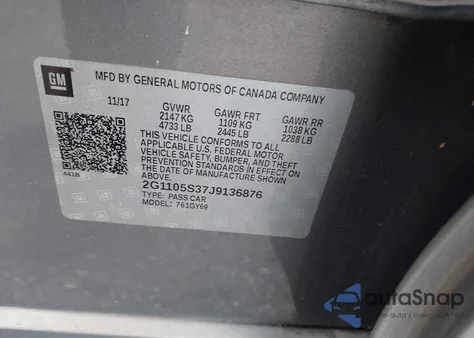 GM
MFD BY GENERAL MOTORS OF CANADA COMPANY
11/17 GVWR GAWR FRT GAWR RR
2147 KG 1109 KG 1038 KG
4733 LB 2445 LB 2288 LB
THIS VEHICLE CONFORMS TO ALL
APPLICABLE U.S. FEDERAL MOTOR
VEHICLE SAFETY, BUMPER, AND THEFT
PREVENTION STANDARDS IN EFFECT ON
THE DATE OF MANUFACTURE SHOWN
ABOVE.
441B
2G1105S37J9136876
TYPE: PASS CAR
MODEL: 761GY69
AutaSnap